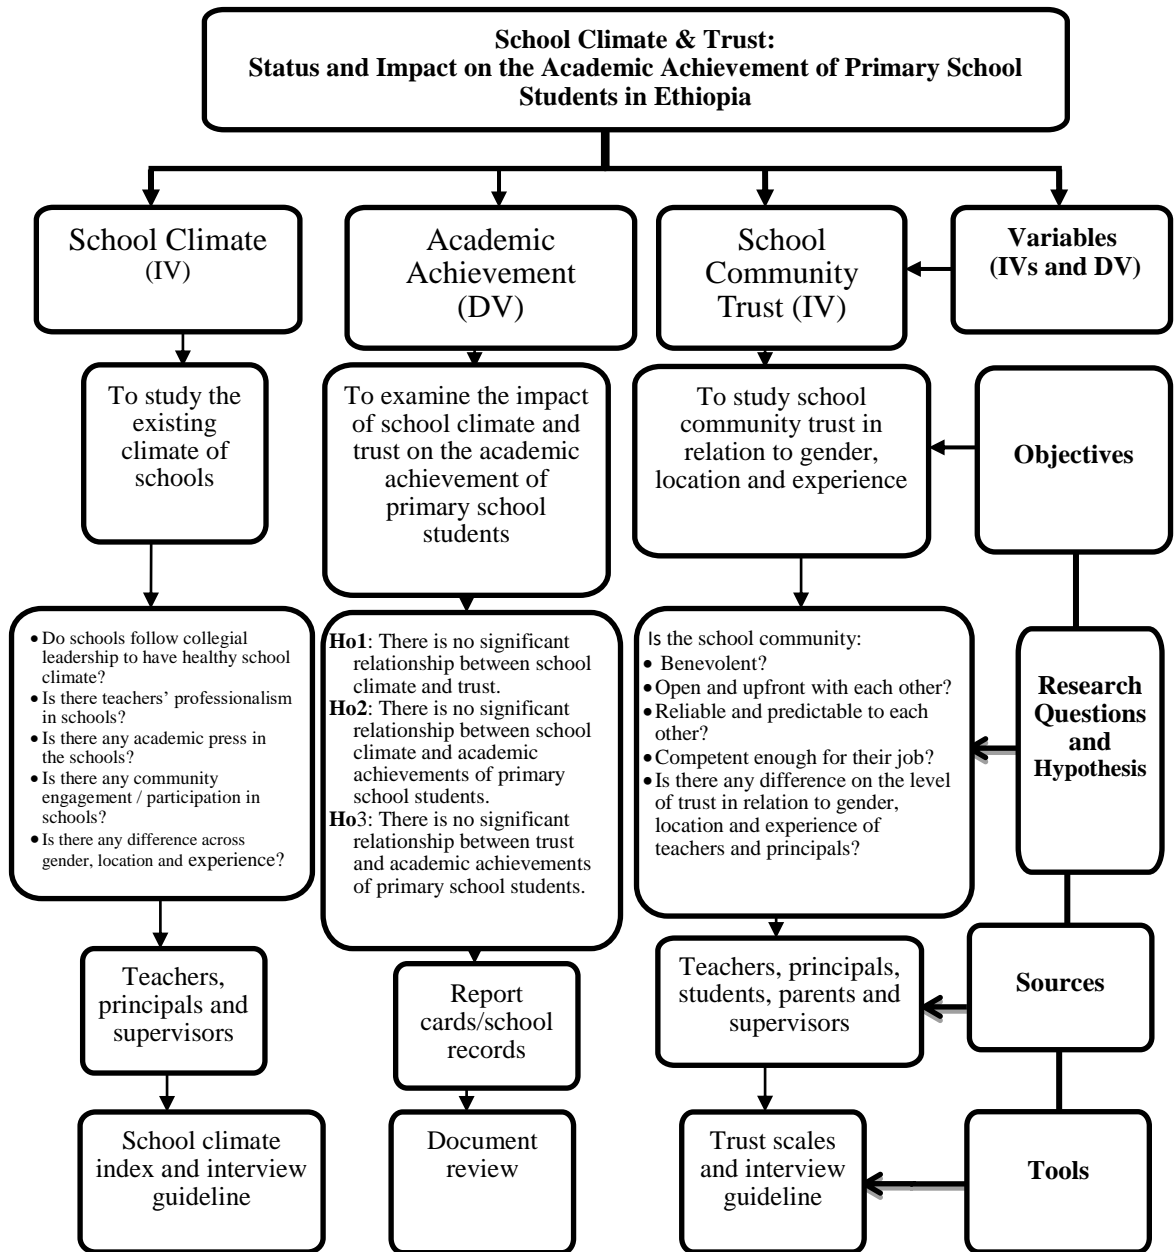 School Climate & Trust:
Status and Impact on the Academic Achievement of Primary School
Students in Ethiopia
School Climate
(IV)
Academic
Achievement
(DV)
School
Community
Trust (IV)
Variables
(IVs and DV)
To study the
existing
climate of
schools
To examine the impact
of school climate and
trust on the academic
achievement of
primary school
students
To study school
community trust in
relation to gender,
location and experience
Objectives
• Do schools follow collegial
leadership to have healthy school
climate?
• Is there teachers’ professionalism
in schools?
• Is there any academic press in
the schools?
• Is there any community
engagement / participation in
schools?
• Is there any difference across
gender, location and experience?
Ho1: There is no significant
relationship between school
climate and trust.
Ho2: There is no significant
relationship between school
climate and academic
achievements of primary
school students.
Ho3: There is no significant
relationship between trust
and academic achievements
of primary school students.
Is the school community:
• Benevolent?
• Open and upfront with each other?
• Reliable and predictable to each
other?
• Competent enough for their job?
• Is there any difference on the level
of trust in relation to gender,
location and experience of
teachers and principals?
Research
Questions
and
Hypothesis
Teachers,
principals and
supervisors
Report
cards/school
records
Teachers, principals,
students, parents and
supervisors
Sources
School climate
index and interview
guideline
Document
review
Trust scales
and interview
guideline
Tools